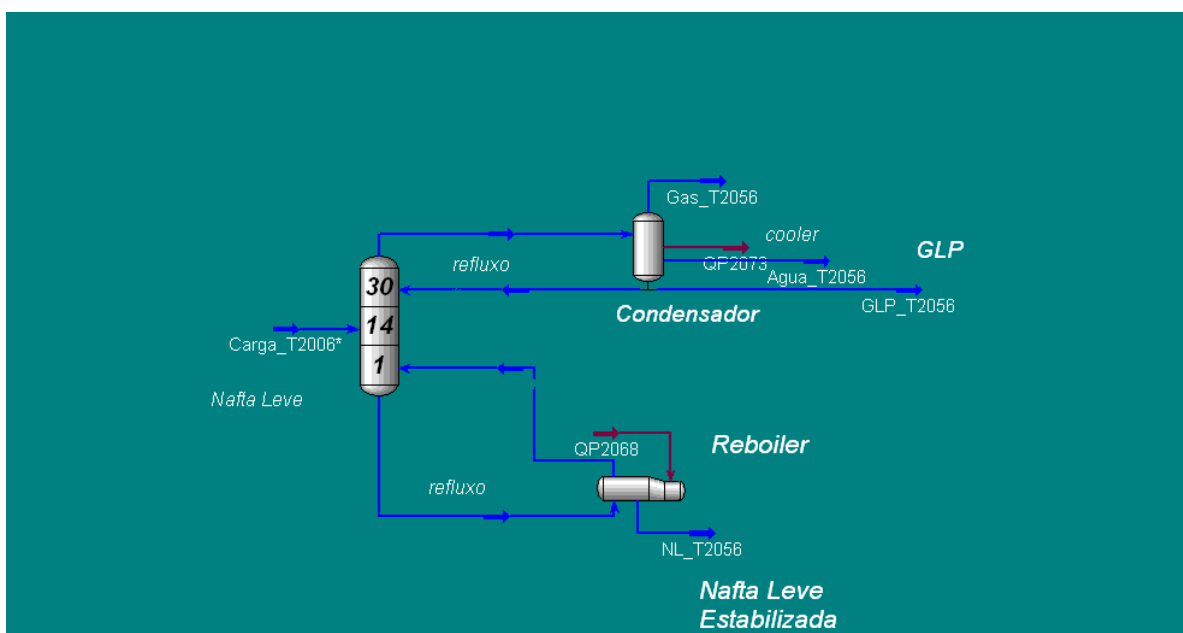 Gas_T2056
cooler
QP2073
GLP
refluxo
Agua_T2056
30
GLP_T2056
Condensador
14
Carga_T2006*
1
Nafta Leve
QP2068
Reboiler
refluxo
NL_T2056
Nafta Leve
Estabilizada